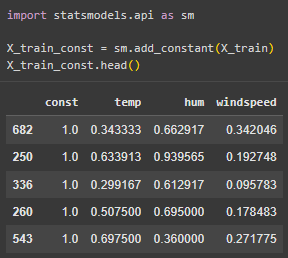 import statsmodels.api as sm
X_train_const = sm.add_constant(X_train)
X_train_const.head()
const temp hum windspeed
682 1.0 0.343333 0.662917 0.342046
250 1.0 0.633913 0.939565 0.192748
336 1.0 0.299167 0.612917 0.095783
260 1.0 0.507500 0.695000 0.178483
543 1.0 0.697500 0.360000 0.271775